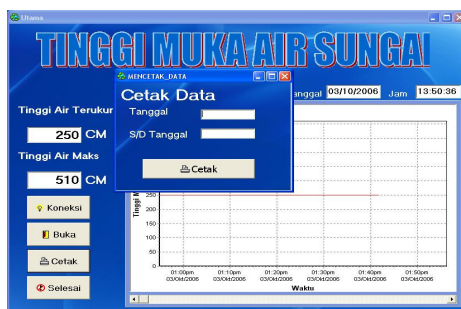 Utama
TINGGI MUKA AIR SUNGAI
MENCETAK_DATA
Cetak Data
Tanggal
S/D Tanggal
Cetak
anggal 03/10/2006 Jam 13:50:36
Tinggi Air Terukur
250 CM
Tinggi Air Maks
510 CM
Koneksi
Buka
Cetak
Selesai
Tinggi M
250
200
150
100
50
0
01:00pm 01:10pm 01:20pm 01:30pm 01:40pm 01:50pm
03/Okt/2006 03/Okt/2006 03/Okt/2006 03/Okt/2006 03/Okt/2006 03/Okt/2006
Waktu